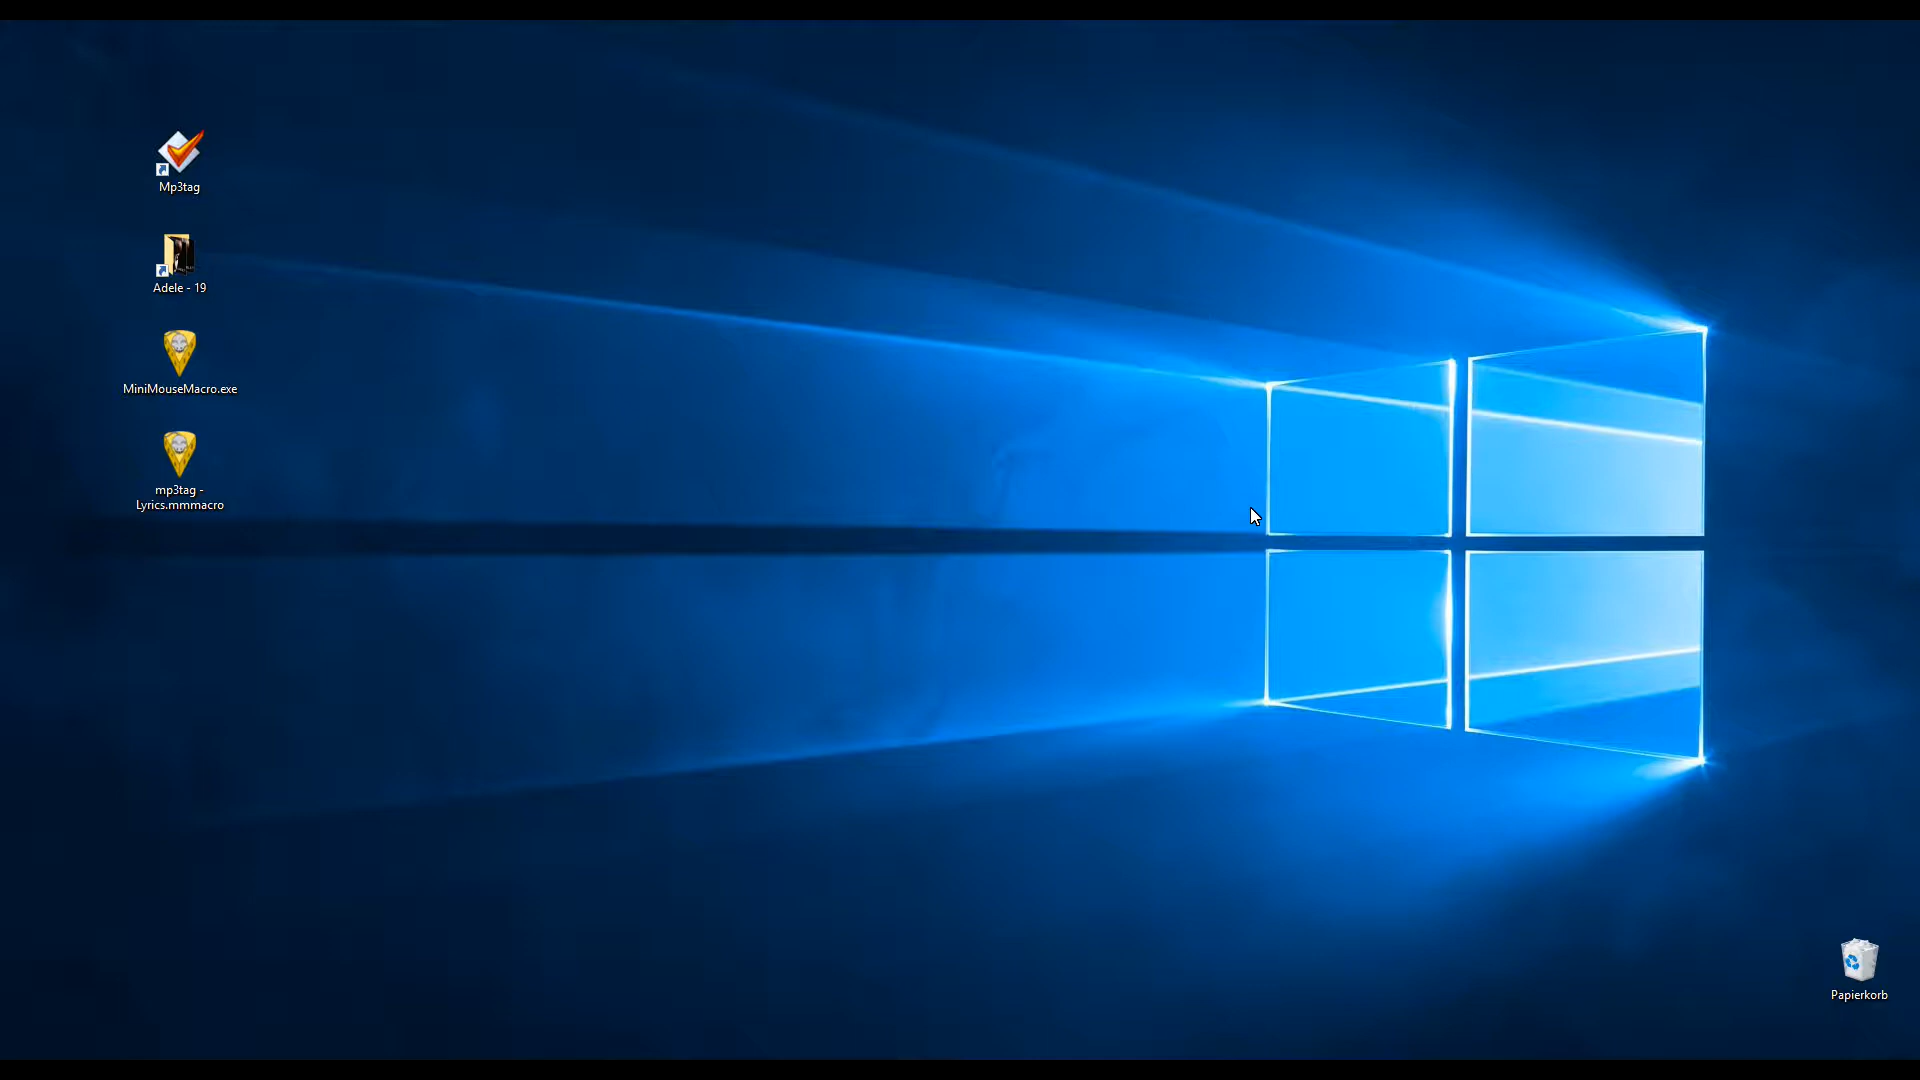 Mp3tag
Adele - 19
MiniMouseMacro.exe
mp3tag -
Lyrics.mmmacro
Papierkorb